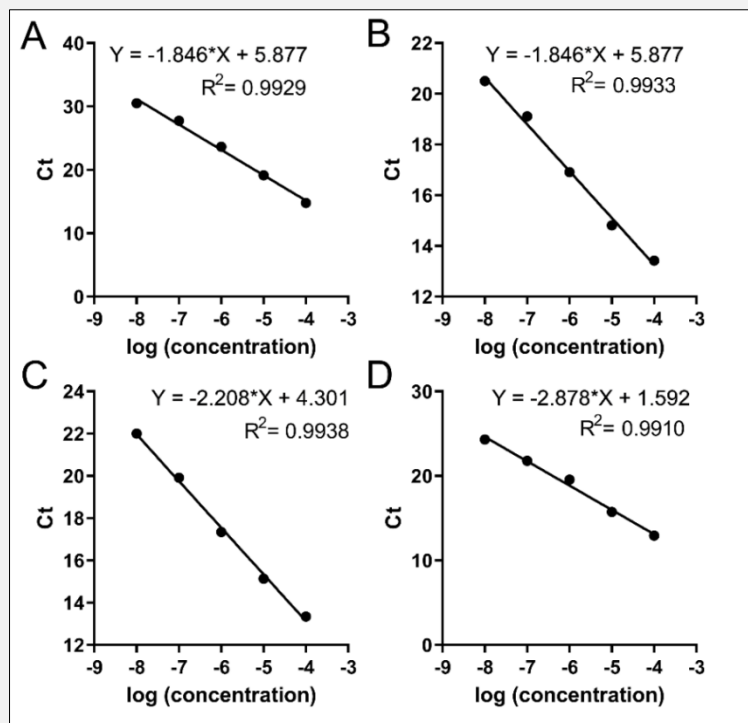 A
Y = -1.846*X + 5.877
R²= 0.9929
40
30
20
10
0
Ct
-9 -8 -7 -6 -5 -4 -3
log (concentration)
B
Y = -1.846*X + 5.877
R²= 0.9933
22
20
18
16
14
12
Ct
-9 -8 -7 -6 -5 -4 -3
log (concentration)
C
Y = -2.208*X + 4.301
R²= 0.9938
24
22
20
18
16
14
12
Ct
-9 -8 -7 -6 -5 -4 -3
log (concentration)
D
Y = -2.878*X + 1.592
R²= 0.9910
30
20
10
0
Ct
-9 -8 -7 -6 -5 -4 -3
log (concentration)